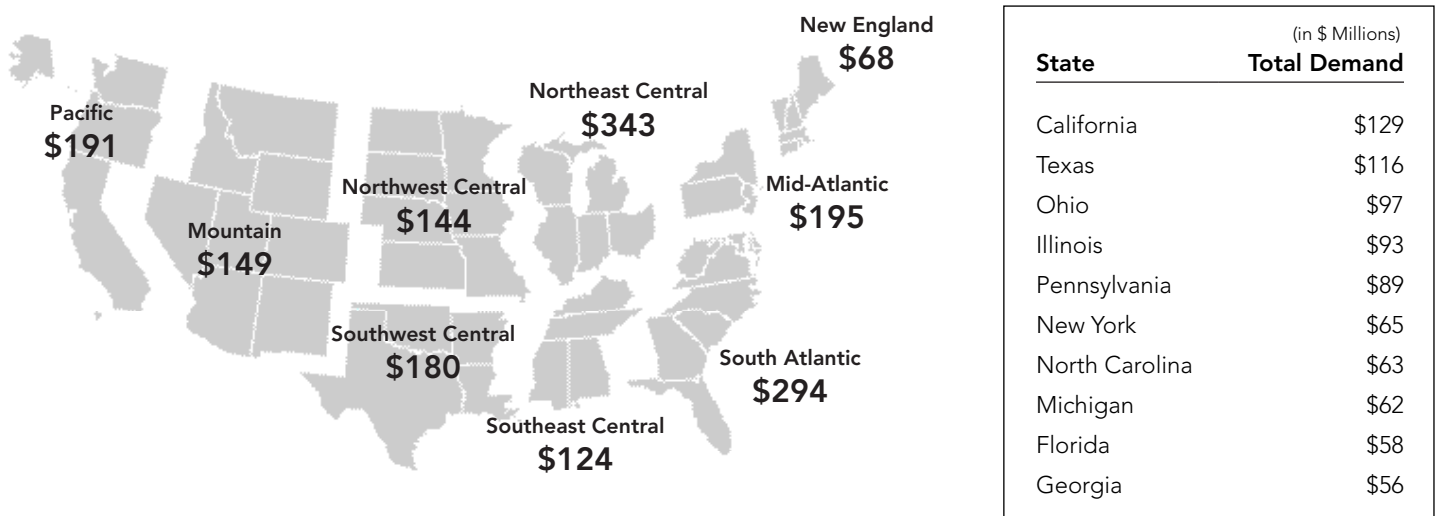 New England
$68
Northeast Central
$343
Pacific
$191
Northwest Central
$144
Mid-Atlantic
$195
Mountain
$149
Southwest Central
$180
South Atlantic
$294
Southeast Central
$124
(in $ Millions)
State Total Demand
California $129
Texas $116
Ohio $97
Illinois $93
Pennsylvania $89
New York $65
North Carolina $63
Michigan $62
Florida $58
Georgia $56